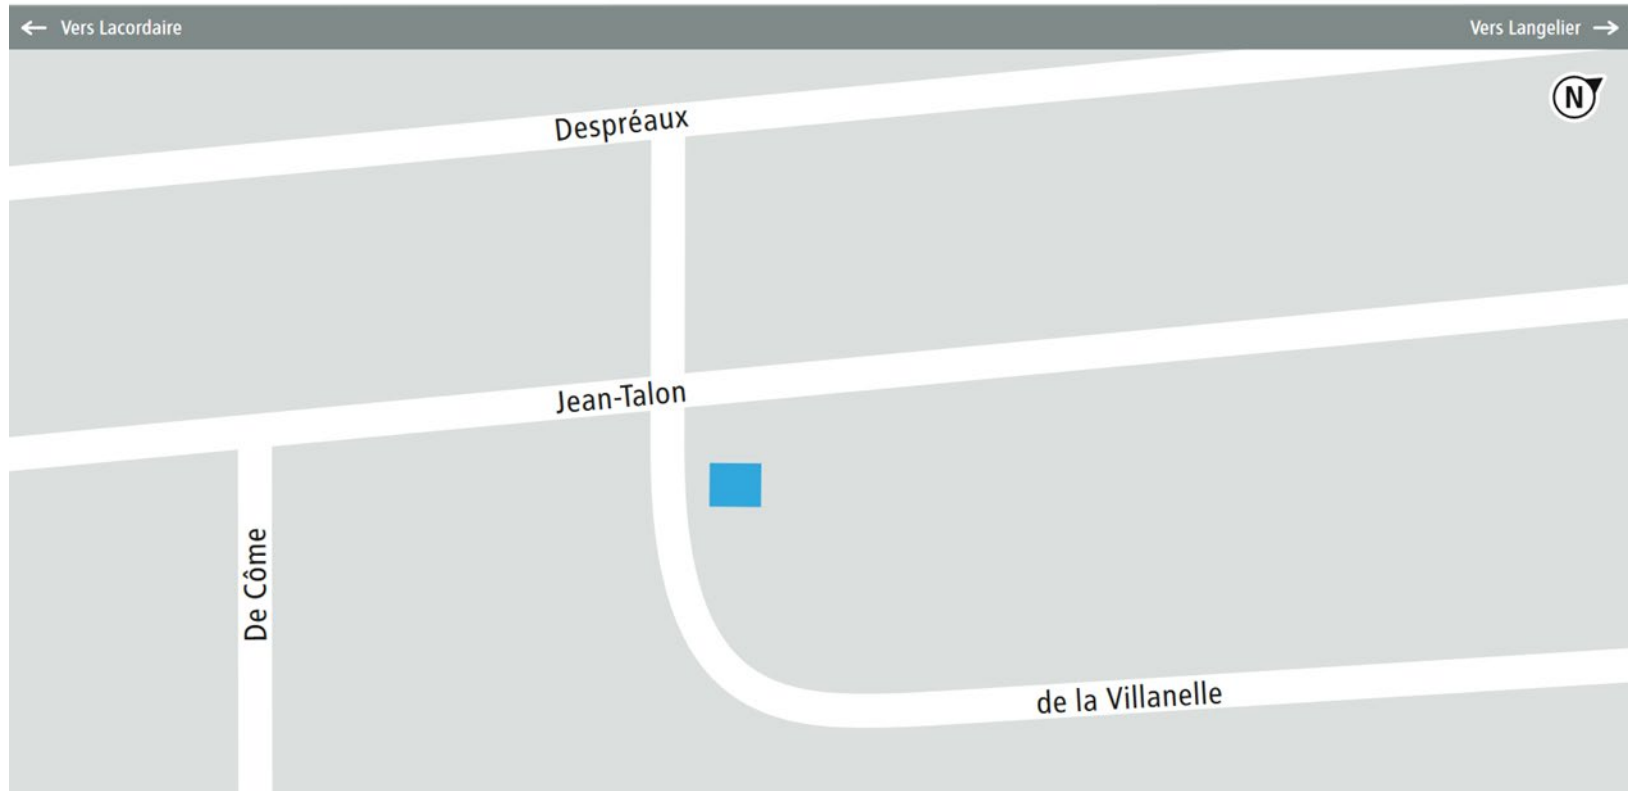 ← Vers Lacordaire
Vers Langelier →
N
Despréaux
Jean-Talon
De Côme
de la Villanelle